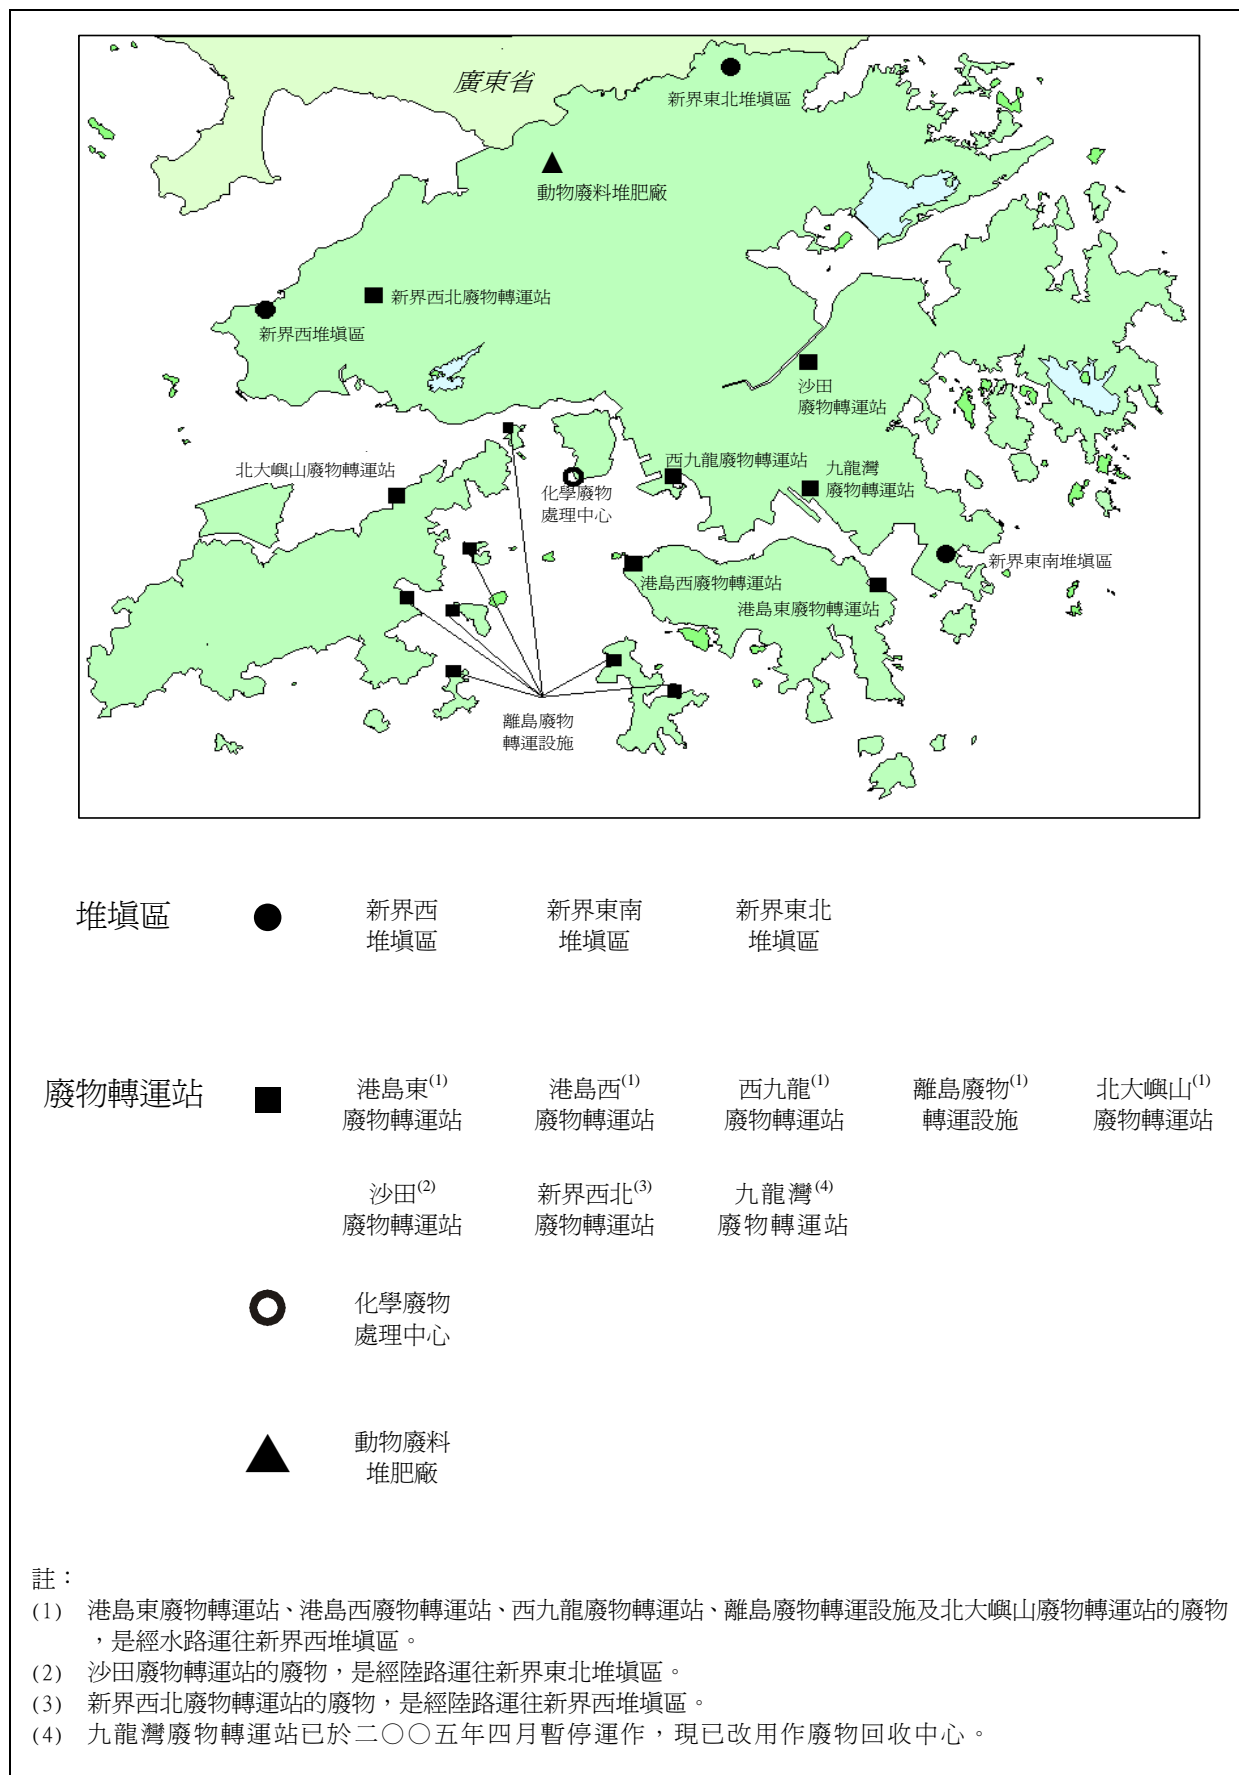 廣東省
新界東北堆塡區
動物廢料堆肥廠
新界西北廢物轉運站
新界西堆塡區
沙田
廢物轉運站
北大嶼山廢物轉運站
西九龍廢物轉運站
九龍灣
廢物轉運站
化學廢物
處理中心
新界東南堆塡區
港島西廢物轉運站
港島東廢物轉運站
離島廢物
轉運設施
堆塡區
新界西
堆塡區
新界東南
堆塡區
新界東北
堆塡區
廢物轉運站
港島東(1)
廢物轉運站
港島西(1)
廢物轉運站
西九龍(1)
廢物轉運站
離島廢物(1)
轉運設施
北大嶼山(1)
廢物轉運站
沙田(2)
廢物轉運站
新界西北(3)
廢物轉運站
九龍灣(4)
廢物轉運站
化學廢物
處理中心
動物廢料
堆肥廠
註：
(1) 港島東廢物轉運站、港島西廢物轉運站、西九龍廢物轉運站、離島廢物轉運設施及北大嶼山廢物轉運站的廢物
，是經水路運往新界西堆塡區。
(2) 沙田廢物轉運站的廢物，是經陸路運往新界東北堆塡區。
(3) 新界西北廢物轉運站的廢物，是經陸路運往新界西堆塡區。
(4) 九龍灣廢物轉運站已於二○○五年四月暫停運作，現已改用作廢物回收中心。